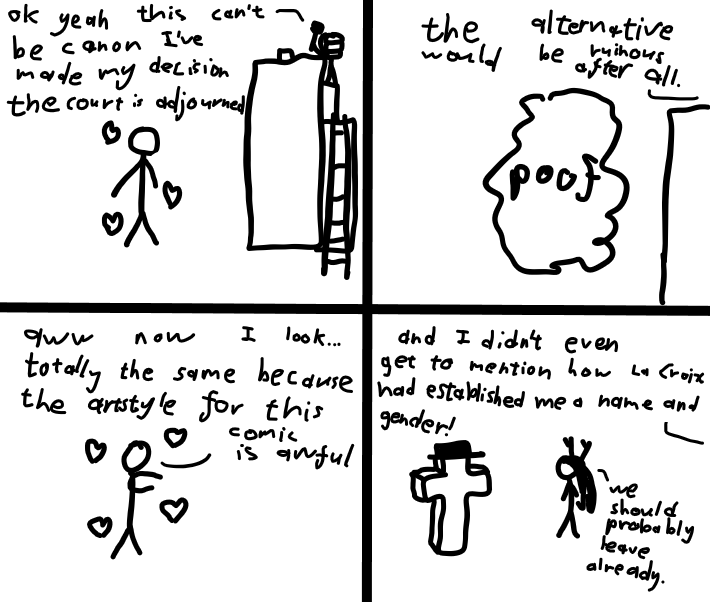 ok yeah this can't
be canon I've
made my decision
the court is adjourned
the alternative
would be ruinous
after all.
poof
aww now I look...
totally the same because
the artstyle for this
comic
is awful
and I didn't even
get to mention how La Croix
had established me a name and
gender!
we
should
probably
leave
already.